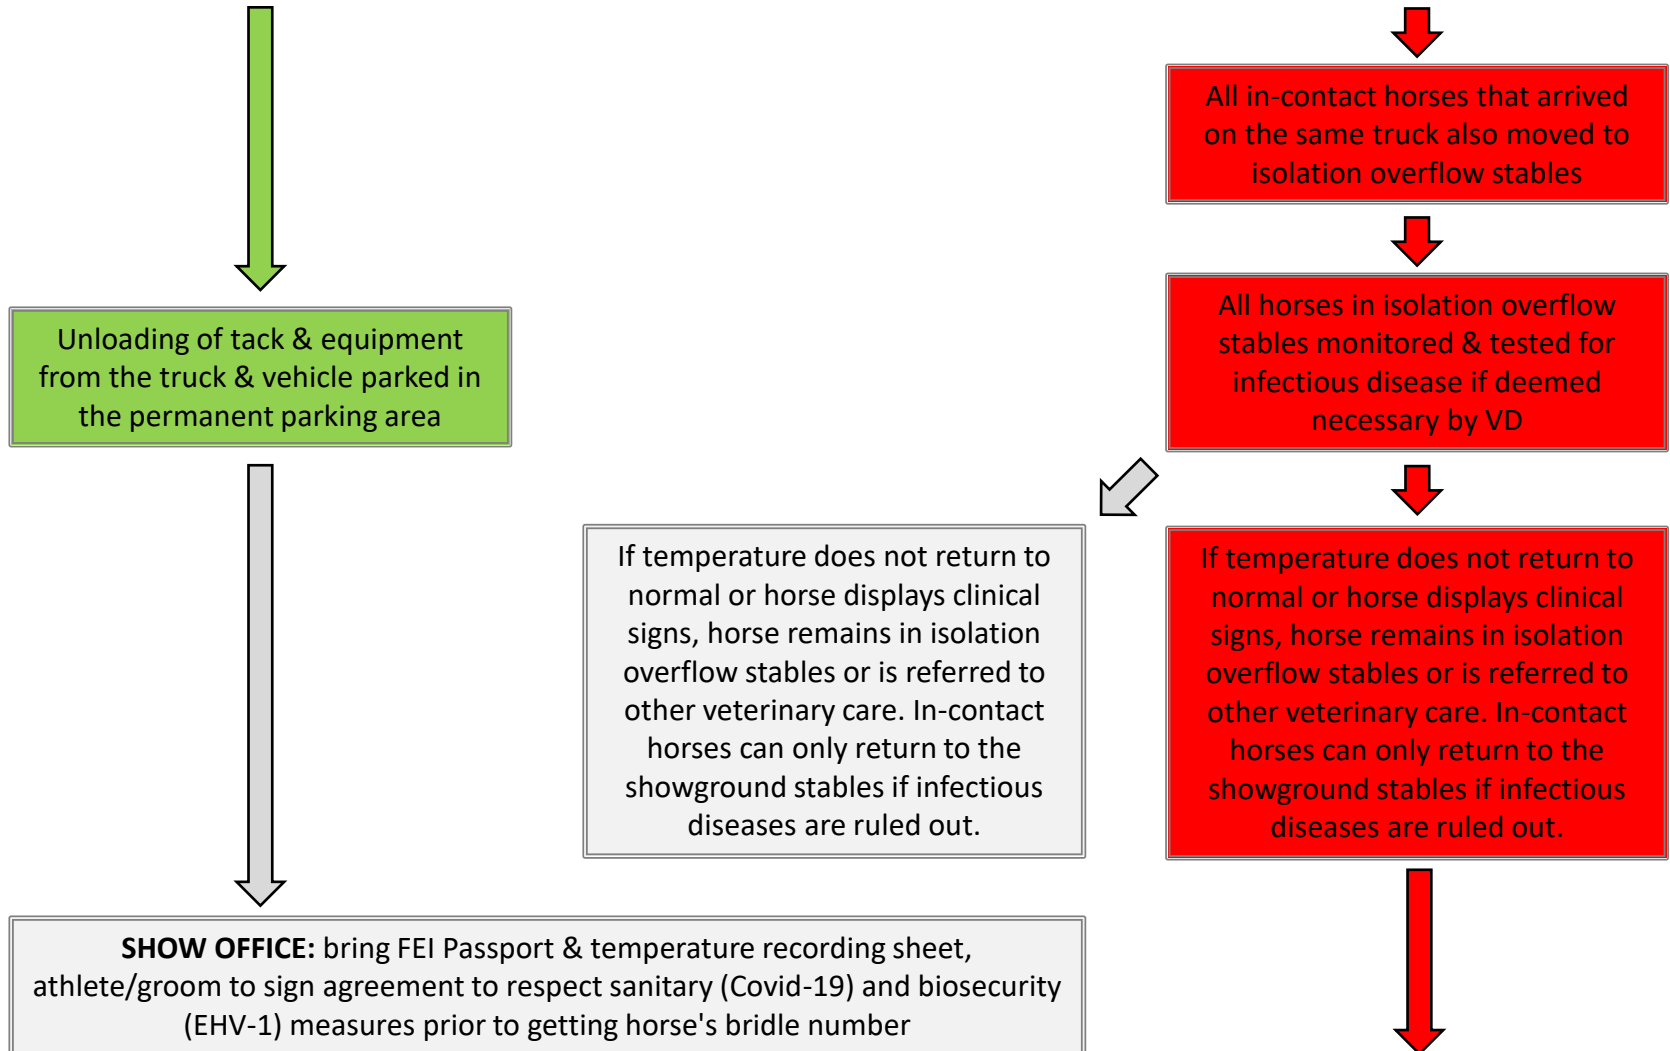 All in-contact horses that arrived
on the same truck also moved to
isolation overflow stables
Unloading of tack & equipment
from the truck & vehicle parked in
the permanent parking area
All horses in isolation overflow
stables monitored & tested for
infectious disease if deemed
necessary by VD
If temperature does not return to
normal or horse displays clinical
signs, horse remains in isolation
overflow stables or is referred to
other veterinary care. In-contact
horses can only return to the
showground stables if infectious
diseases are ruled out.
If temperature does not return to
normal or horse displays clinical
signs, horse remains in isolation
overflow stables or is referred to
other veterinary care. In-contact
horses can only return to the
showground stables if infectious
diseases are ruled out.
SHOW OFFICE: bring FEI Passport & temperature recording sheet,
athlete/groom to sign agreement to respect sanitary (Covid-19) and biosecurity
(EHV-1) measures prior to getting horse's bridle number